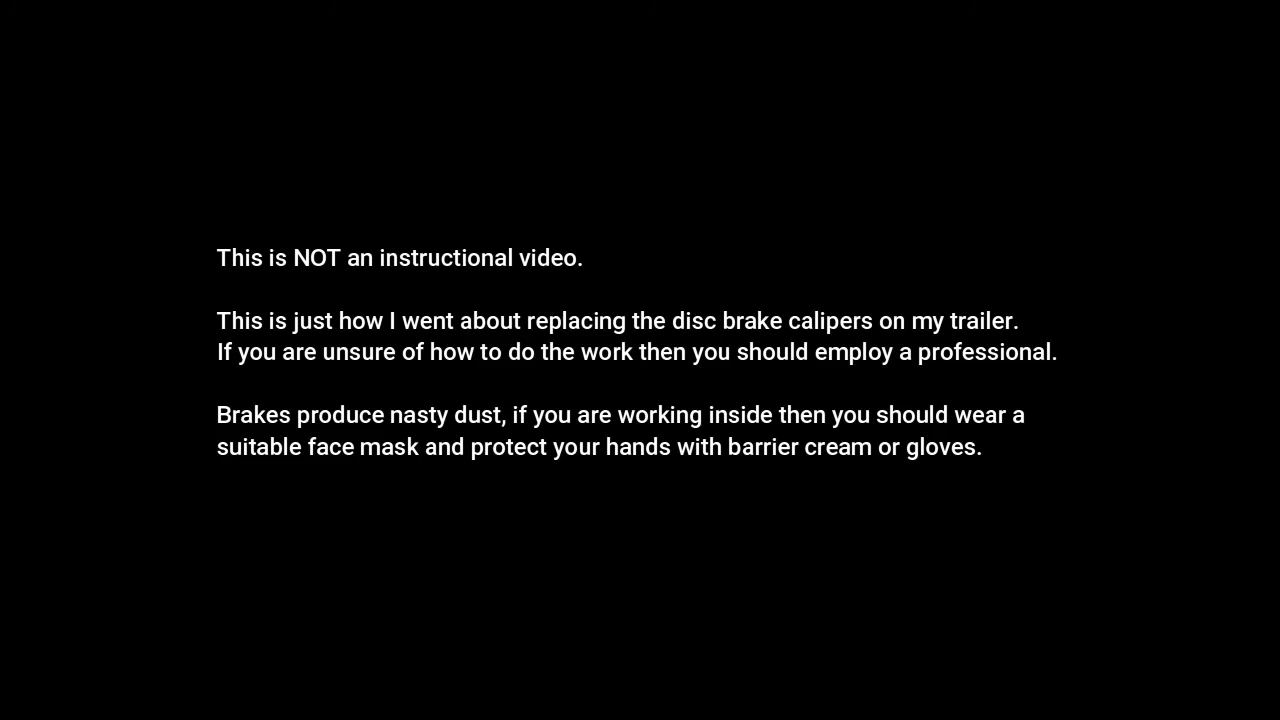 This is NOT an instructional video.
This is just how I went about replacing the disc brake calipers on my trailer.
If you are unsure of how to do the work then you should employ a professional.
Brakes produce nasty dust, if you are working inside then you should wear a
suitable face mask and protect your hands with barrier cream or gloves.